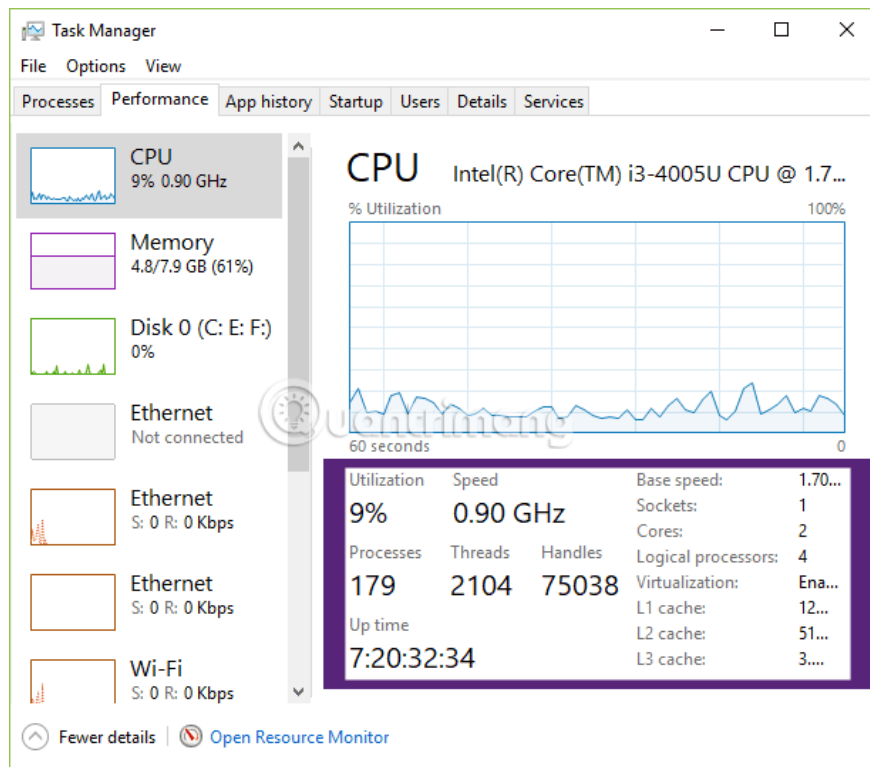 Task Manager
File Options View
Processes Performance App history Startup Users Details Services
CPU
9% 0.90 GHz
Memory
4.8/7.9 GB (61%)
Disk 0 (C: E: F:)
0%
Ethernet
Not connected
Ethernet
S: 0 R: 0 Kbps
Ethernet
S: 0 R: 0 Kbps
Wi-Fi
S: 0 R: 0 Kbps
CPU Intel(R) Core(TM) i3-4005U CPU @ 1.7...
% Utilization 100%
Quantrimang
60 seconds 0
Utilization Speed
9% 0.90 GHz
Processes Threads Handles
179 2104 75038
Up time
7:20:32:34
Base speed: 1.70...
Sockets: 1
Cores: 2
Logical processors: 4
Virtualization: Ena...
L1 cache: 12...
L2 cache: 51...
L3 cache: 3....
Fewer details Open Resource Monitor